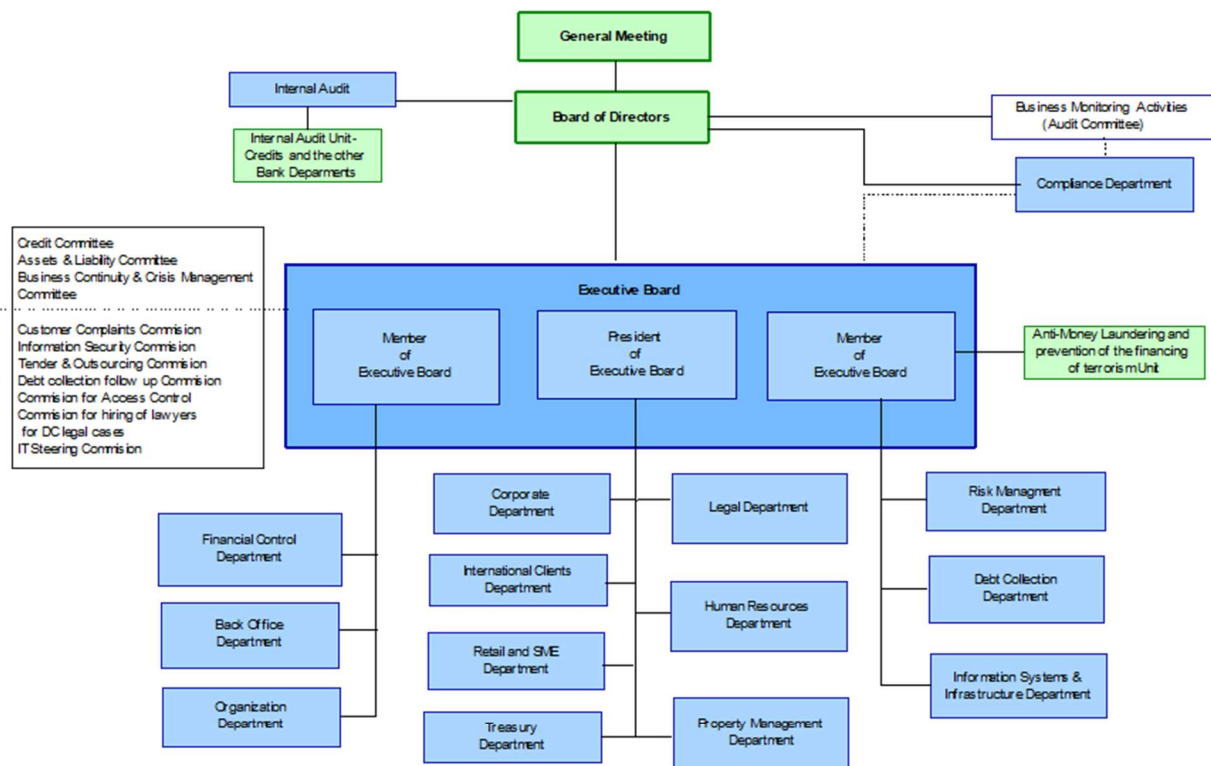 General Meeting
Internal Audit
Board of Directors
Business Monitoring Activities
(Audit Committee)
Internal Audit Unit-
Credits and the other
Bank Deparments
Compliance Department
Credit Committee
Assets & Liability Committee
Business Continuity & Crisis Management
Committee
Customer Complaints Commision
Information Security Commision
Tender & Outsourcing Commision
Debt collection follow up Commision
Commision for Access Control
Commision for hiring of lawyers
for DC legal cases
IT Steering Commision
Executive Board
Member
of
Executive Board
President
of
Executive Board
Member
of
Executive Board
Anti-Money Laundering and
prevention of the financing
of terrorism Unit
Corporate
Department
Legal Department
Risk Managment
Department
Financial Control
Department
International Clients
Department
Debt Collection
Department
Back Office
Department
Human Resources
Department
Retail and SME
Department
Information Systems &
Infrastructure Department
Organization
Department
Treasury
Department
Property Management
Department